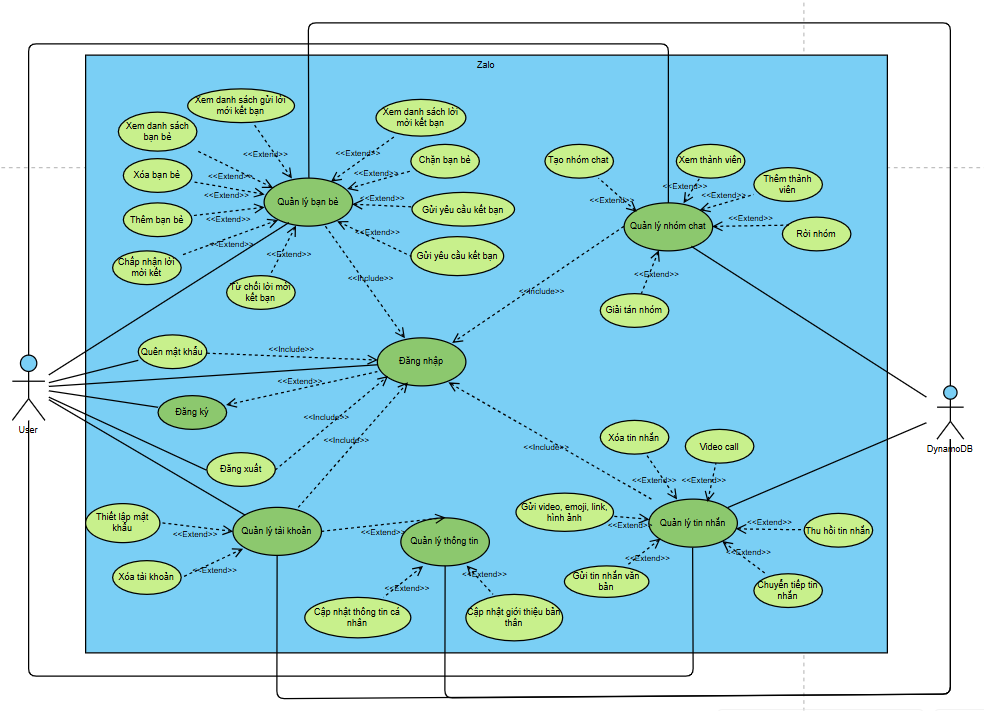 Zalo
Xem danh sách gửi lời
mời kết bạn
Xem danh sách lời
mời kết bạn
Xem danh sách
bạn bè
<<Extend>>
<<Extend>>
Chặn bạn bè
Tạo nhóm chat
Xem thành viên
Xóa bạn bè
<<Extend>>
<<Extend>>
Thêm thành
viên
<<Extend>>
<<Extend>>
<<Extend>>
<<Extend>>
<<Extend>>
Quản lý bạn bè
Gửi yêu cầu kết bạn
Thêm bạn bè
<<Extend>>
<<Extend>>
Quản lý nhóm chat
Rời nhóm
<<Extend>>
<<Extend>>
<<Extend>>
Gửi yêu cầu kết bạn
Chấp nhận lời
mời kết
<<Extend>>
<<Include>>
Từ chối lời mời
kết bạn
<<Include>>
Giải tán nhóm
Quên mật khẩu
<<Include>>
Đăng nhập
<<Extend>>
Đăng ký
<<Include>>
User
<<Include>>
Xóa tin nhắn
Video call
DynamoDB
<<Include>>
Đăng xuất
<<Extend>>
<<Extend>>
Thiết lập mật
khẩu
Gửi video, emoji, link,
hình ảnh
<<Extend>>
Quản lý tài khoản
<<Extend>>
Quản lý thông tin
<<Extend>>
Quản lý tin nhắn
<<Extend>>
Thu hồi tin nhắn
<<Extend>>
<<Extend>>
Xóa tài khoản
<<Extend>>
<<Extend>>
<<Extend>>
Gửi tin nhắn văn
bản
Chuyển tiếp tin
nhắn
<<Extend>>
Cập nhật thông tin cá
nhân
Cập nhật giới thiệu bản
thân